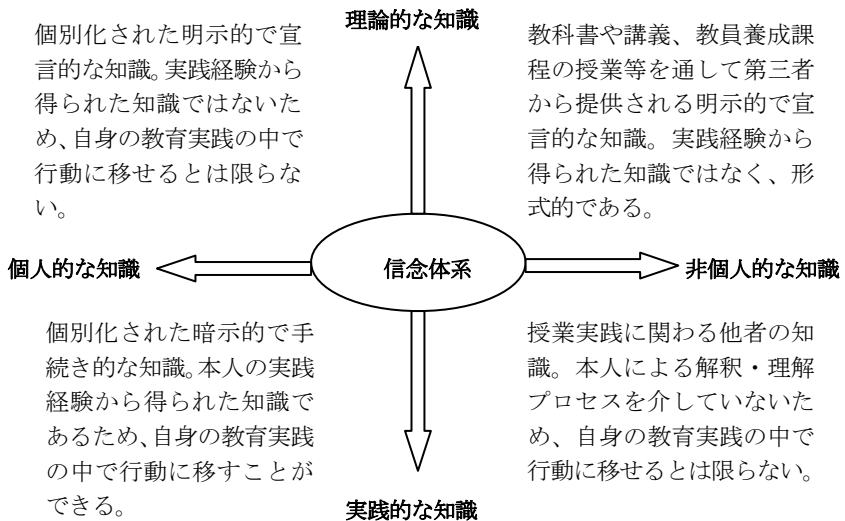 理論的な知識
個別化された明示的で宣
言的な知識。実践経験から
得られた知識ではないた
め、自身の教育実践の中で
行動に移せるとは限らな
い。
教科書や講義、教員養成課
程の授業等を通して第三者
から提供される明示的で宣
言的な知識。実践経験から
得られた知識ではなく、形
式的である。
個人的な知識
信念体系
非個人的な知識
個別化された暗示的で手
続き的な知識。本人の実践
経験から得られた知識で
あるため、自身の教育実践
の中で行動に移すことが
できる。
授業実践に関わる他者の知
識。本人による解釈・理解
プロセスを介していないた
め、自身の教育実践の中で
行動に移せるとは限らない。
実践的な知識